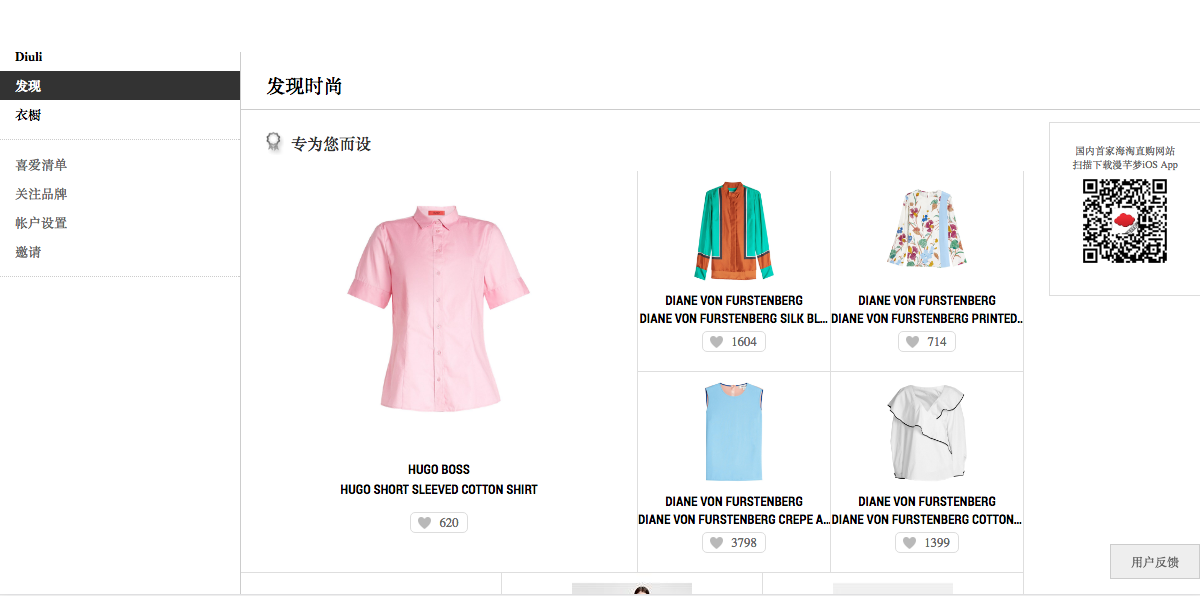 Diuli
发现
衣橱
喜爱清单
关注品牌
帐户设置
邀请
发现时尚
专为您而设
HUGO BOSS
HUGO SHORT SLEEVED COTTON SHIRT
620
DIANE VON FURSTENBERG
DIANE VON FURSTENBERG SILK BL...
1604
DIANE VON FURSTENBERG
DIANE VON FURSTENBERG PRINTED..
714
DIANE VON FURSTENBERG
DIANE VON FURSTENBERG CREPE A...
3798
DIANE VON FURSTENBERG
DIANE VON FURSTENBERG COTTON...
1399
国内首家海淘直购网站
扫描下载漫芊梦iOS App
用户反馈